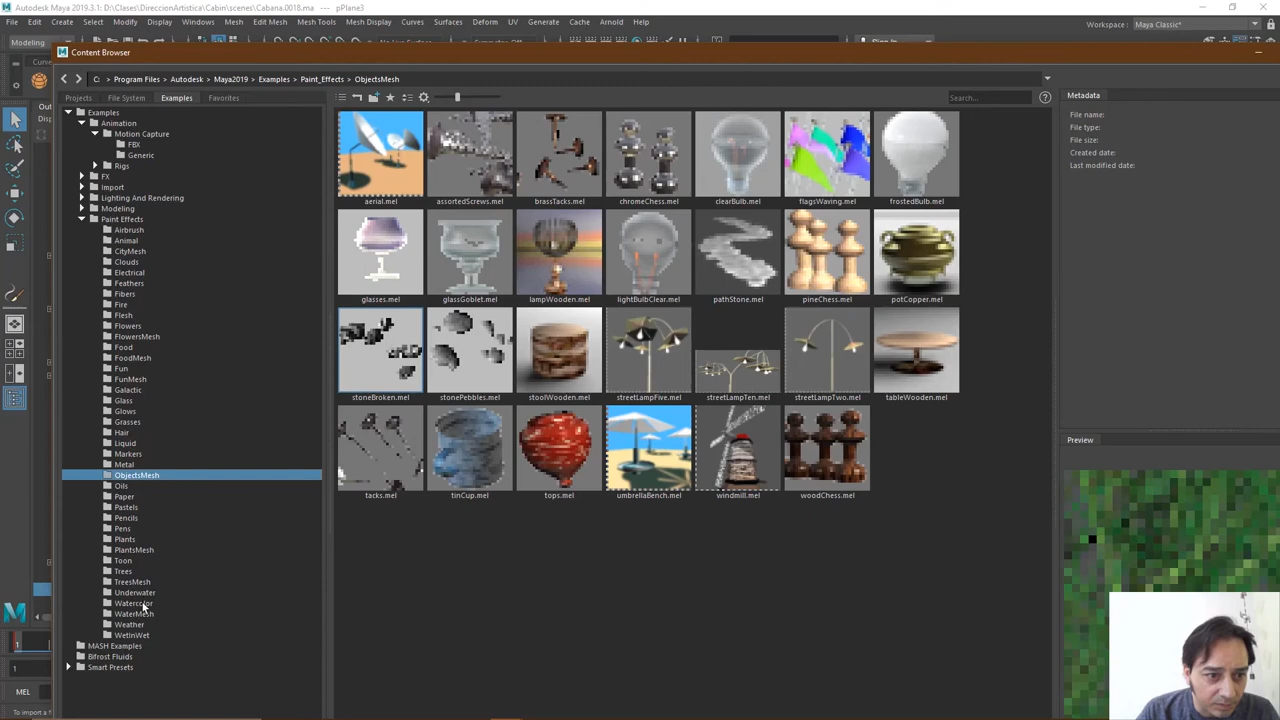 Autodesk Maya 2019.3.1: D:\Clases\DireccionArtistica\Cabin\scenes\Cabana.0018.ma --- pPlane3
File Edit Create Select Modify Display Windows Mesh Edit Mesh Mesh Tools Mesh Display Curves Surfaces Deform UV Generate Cache Arnold Help
Workspace : Maya Classic*
Modeling
Content Browser
C: Program Files Autodesk Maya2019 Examples Paint_Effects ObjectsMesh
Projects File System Examples Favorites
Search...
Metadata
File name:
File type:
File size:
Created date:
Last modified date:
Examples
Animation
Motion Capture
FBX
Generic
Rigs
FX
Import
Lighting And Rendering
Modeling
Paint Effects
Airbrush
Animal
CityMesh
Clouds
Electrical
Feathers
Fibers
Fire
Flesh
Flowers
FlowersMesh
Food
FoodMesh
Fun
FunMesh
Galactic
Glass
Glows
Grasses
Hair
Liquid
Markers
Metal
ObjectsMesh
Oils
Paper
Pastels
Pencils
Pens
Plants
PlantsMesh
Toon
Trees
TreesMesh
Underwater
Watercolor
WaterMesh
Weather
WetInWet
MASH Examples
Bifrost Fluids
Smart Presets
aerial.mel assortedScrews.mel brassTacks.mel chromeChess.mel clearBulb.mel flagsWaving.mel frostedBulb.mel
glasses.mel glassGoblet.mel lampWooden.mel lightBulbClear.mel pathStone.mel pineChess.mel potCopper.mel
stoneBroken.mel stonePebbles.mel stoolWooden.mel streetLampFive.mel streetLampTen.mel streetLampTwo.mel tableWooden.mel
tacks.mel tinCup.mel tops.mel umbrellaBench.mel windmill.mel woodChess.mel
Preview
1
1
MEL